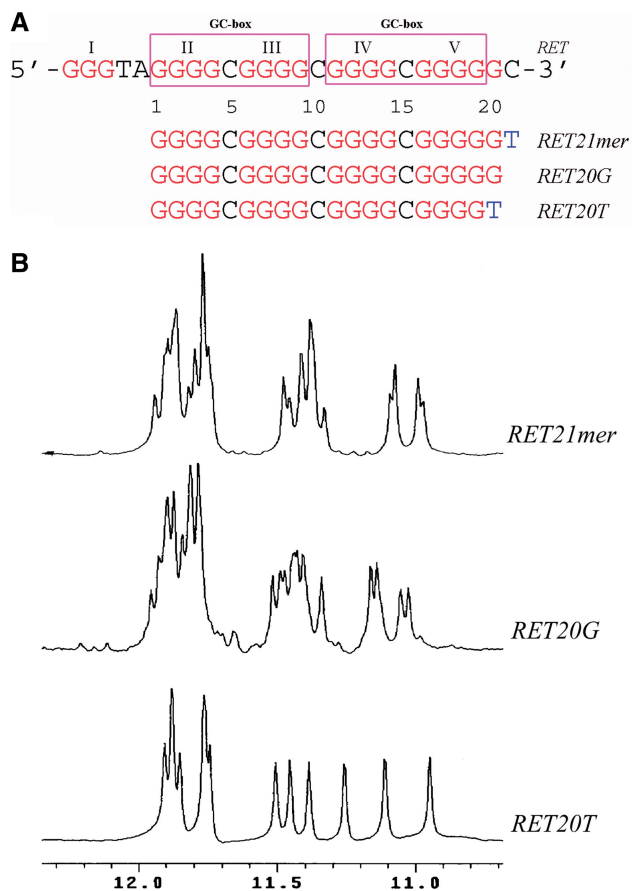 A
GC-box GC-box
I II III IV V RET
5′-GGGTAGGGGCGGGGCGGGGCGGGGGC-3′
1 5 10 15 20
GGGGCGGGGCGGGGCGGGGGT RET21mer
GGGGCGGGGCGGGGCGGGGG RET20G
GGGGCGGGGCGGGGCGGGGT RET20T
B
RET21mer
RET20G
RET20T
12.0 11.5 11.0